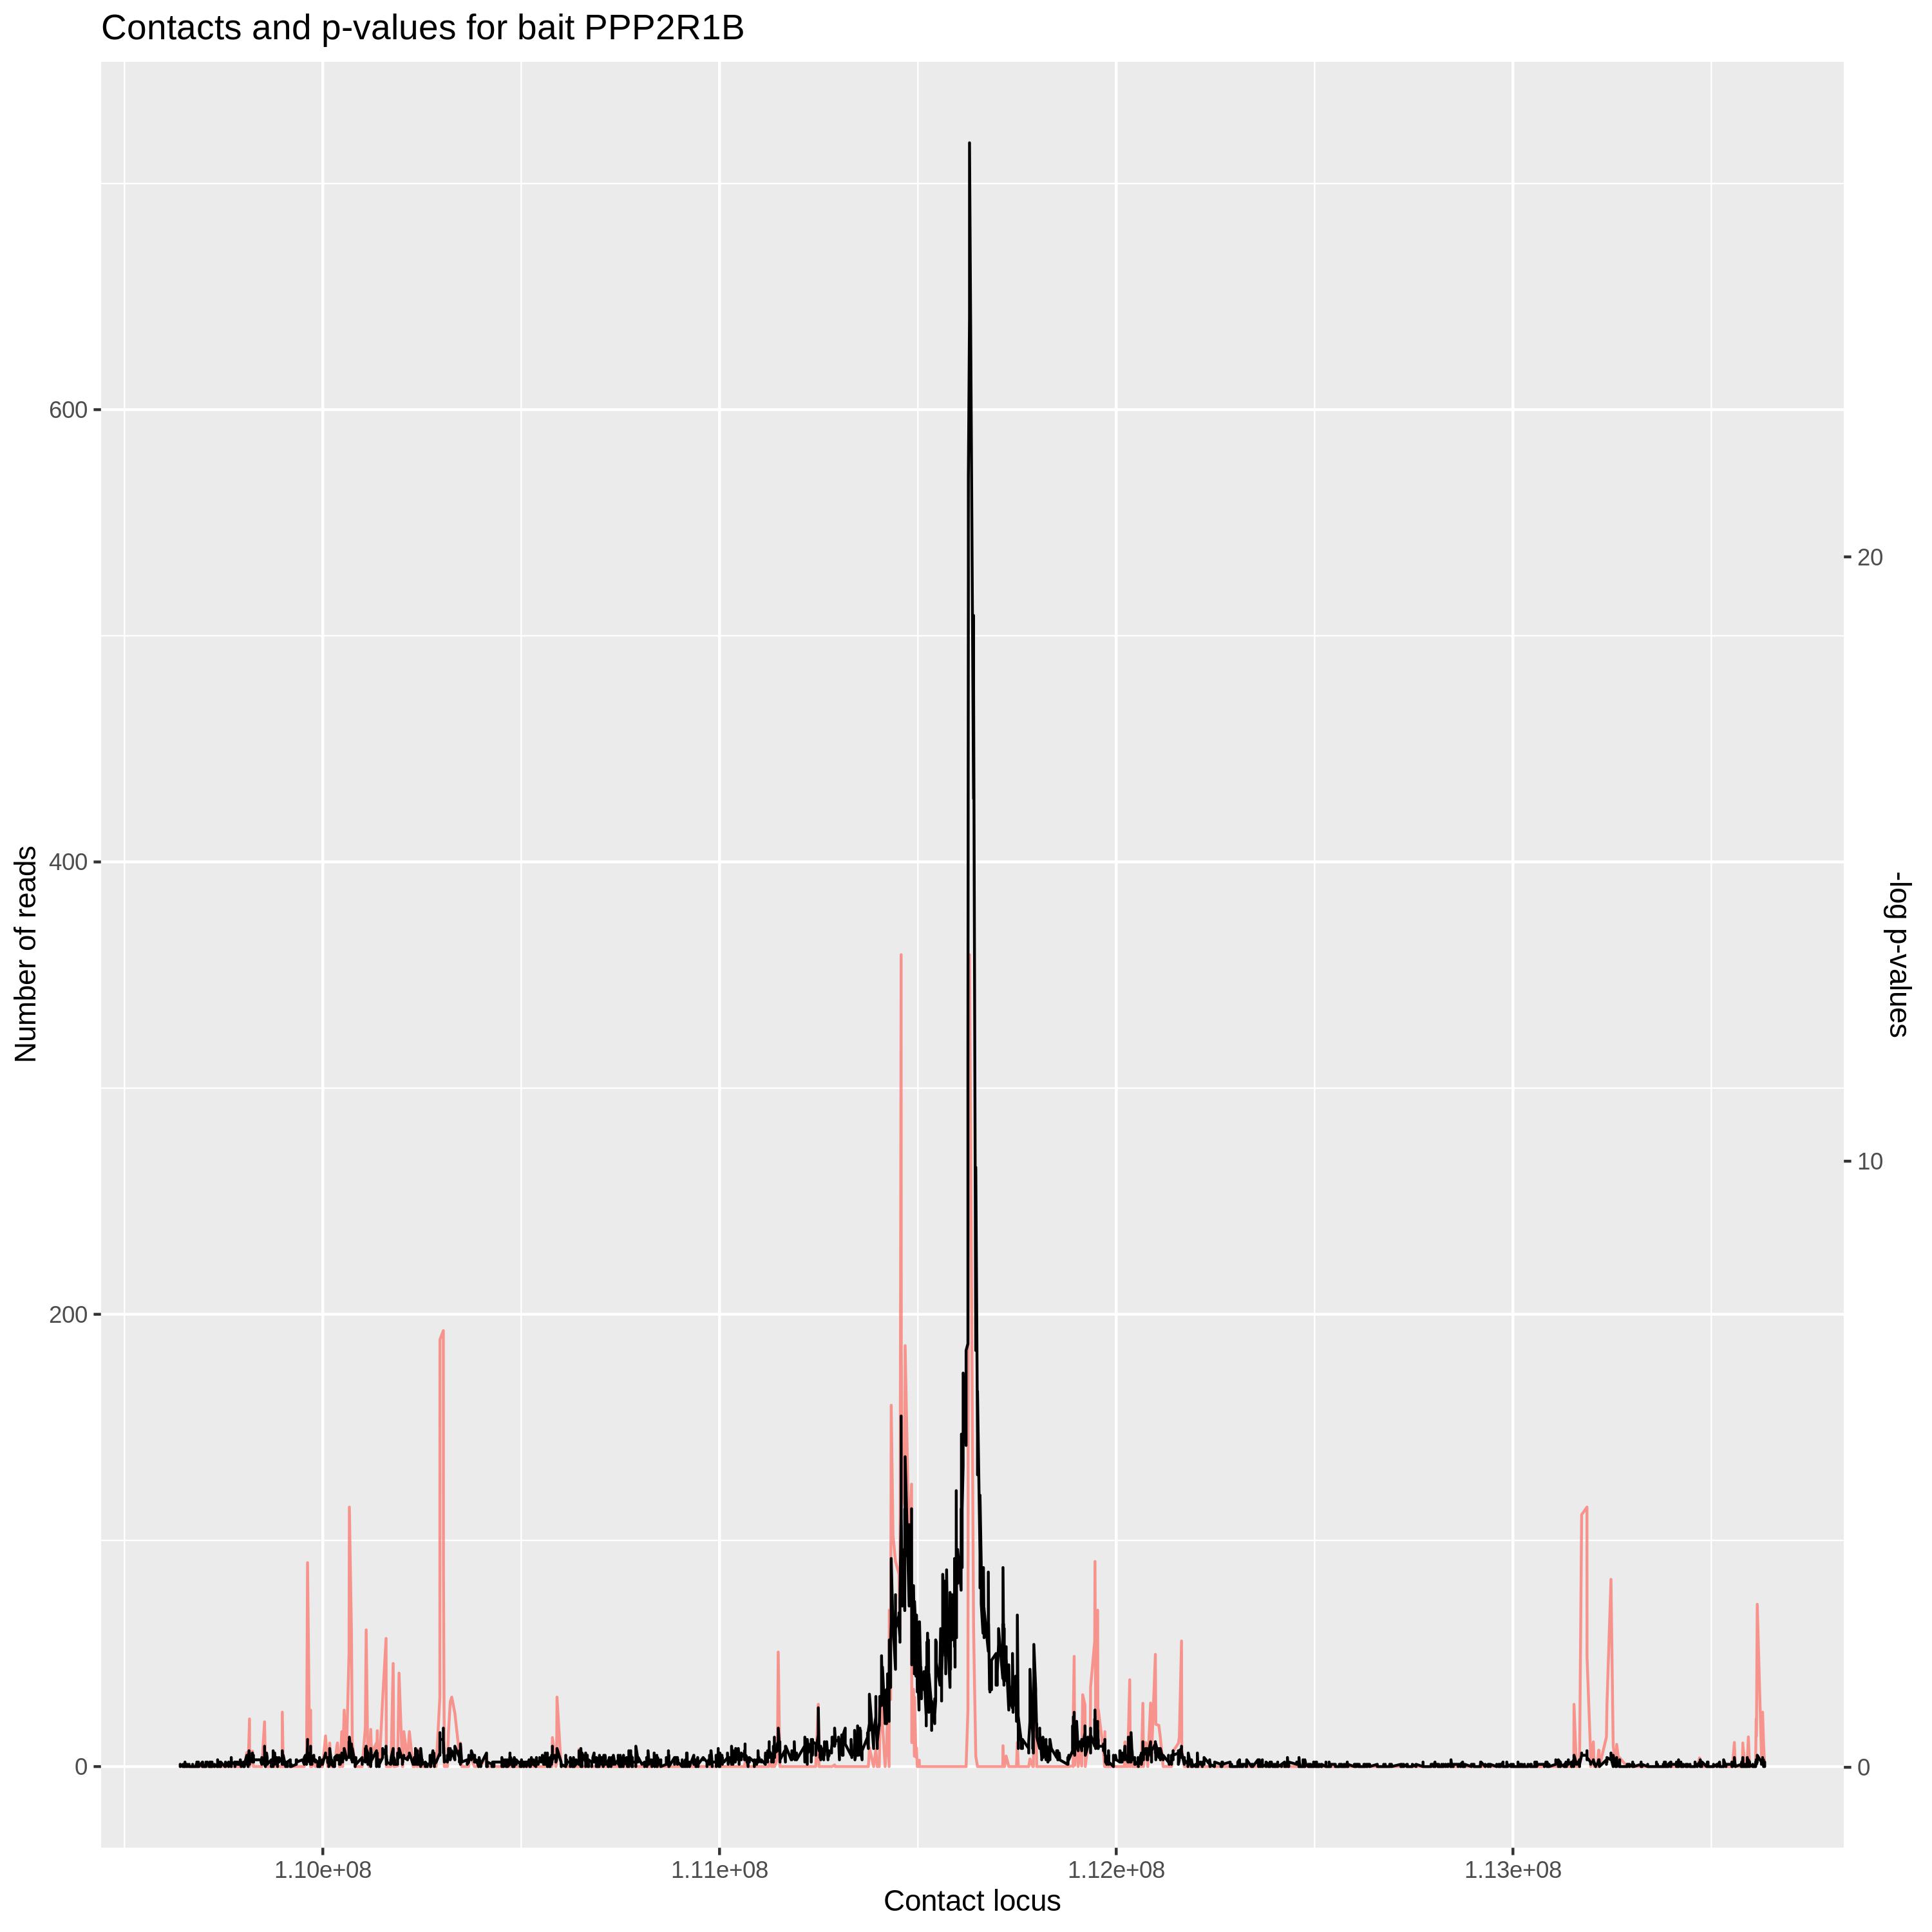 Contacts and p-values for bait PPP2R1B
600
400
200
0
20
10
0
Number of reads
-log p-values
1.10e+08 1.11e+08 1.12e+08 1.13e+08
Contact locus